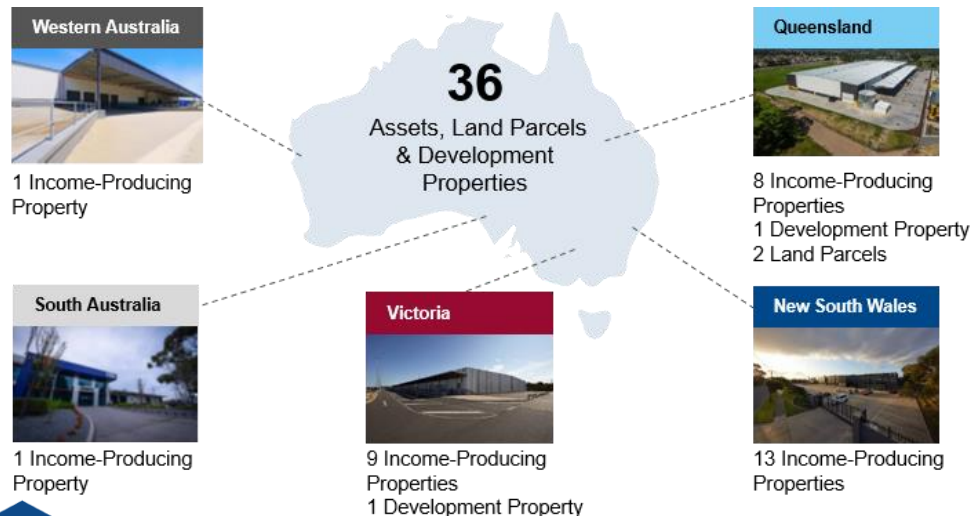 Western Australia
1 Income-Producing
Property
36
Assets, Land Parcels
& Development
Properties
Queensland
8 Income-Producing
Properties
1 Development Property
2 Land Parcels
South Australia
1 Income-Producing
Property
Victoria
9 Income-Producing
Properties
1 Development Property
New South Wales
13 Income-Producing
Properties